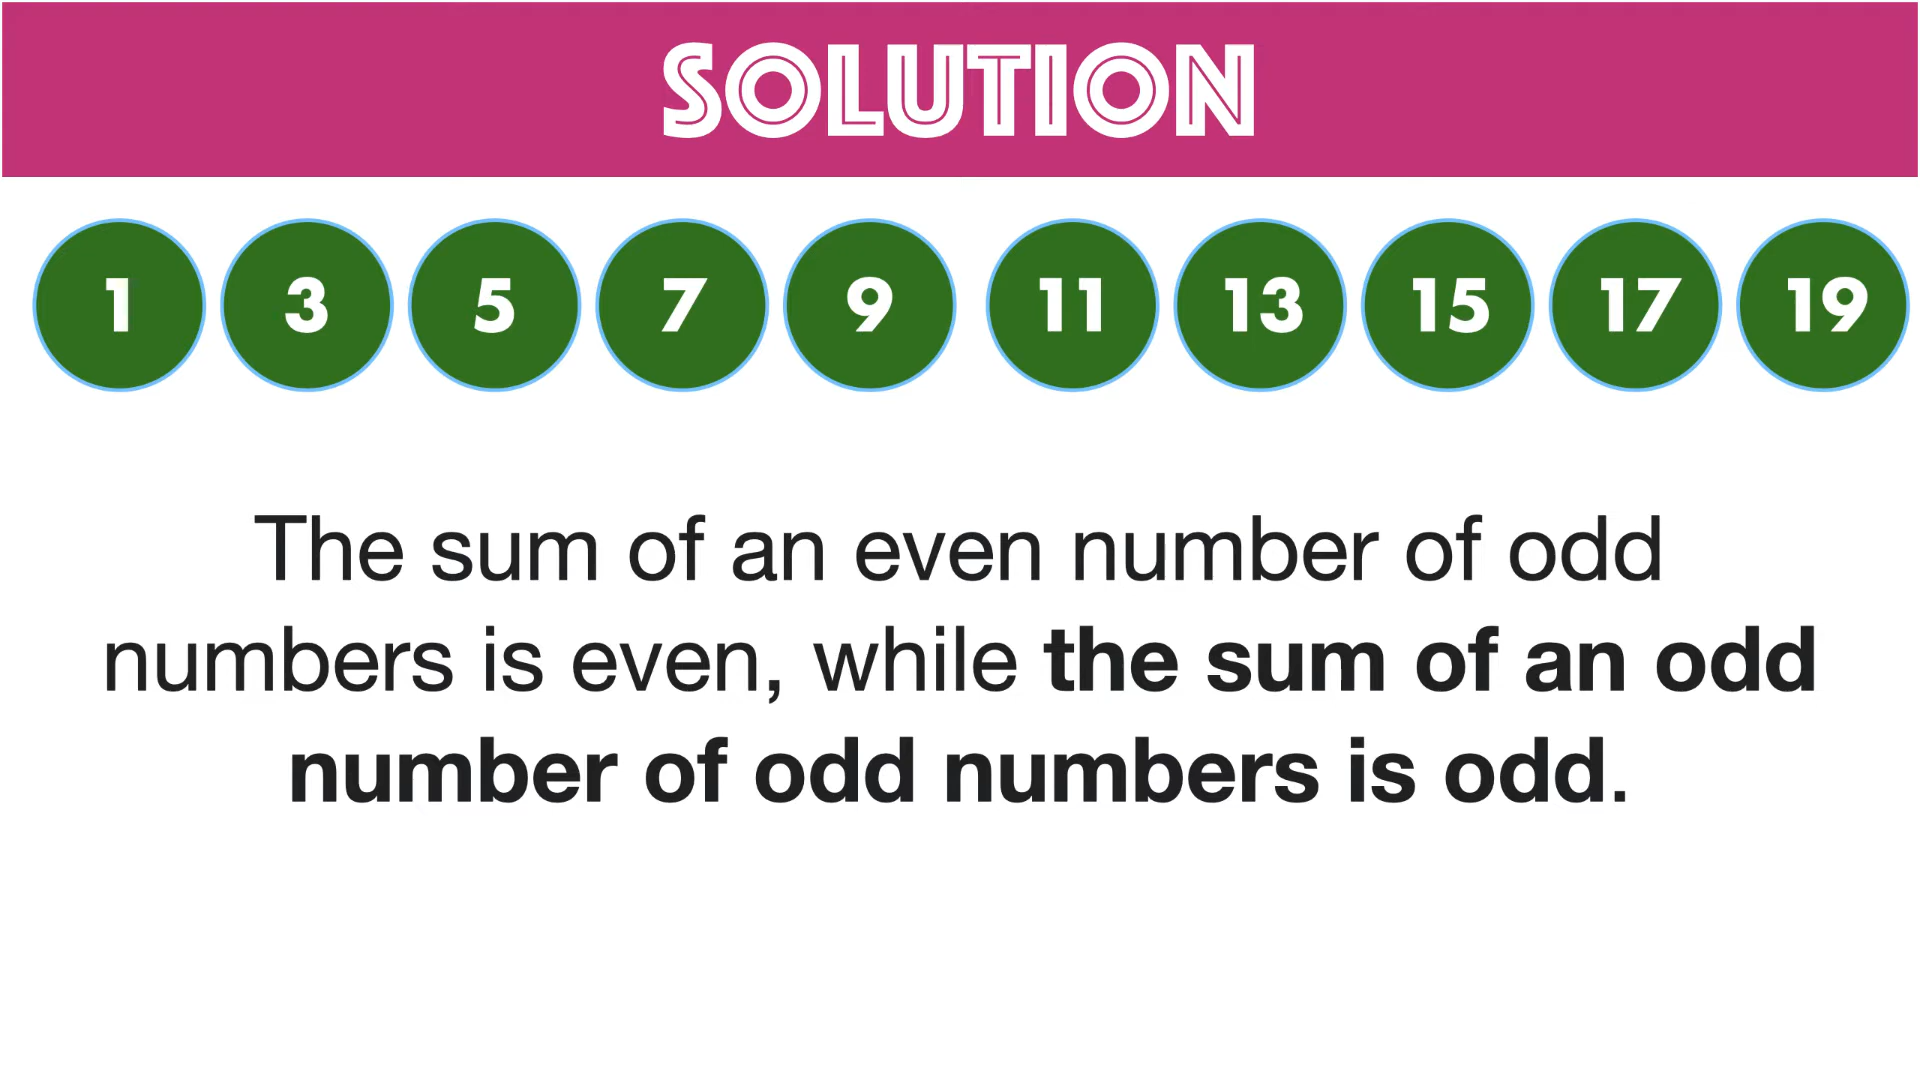 SOLUTION
1 3 5 7 9 11 13 15 17 19
The sum of an even number of odd
numbers is even, while the sum of an odd
number of odd numbers is odd.